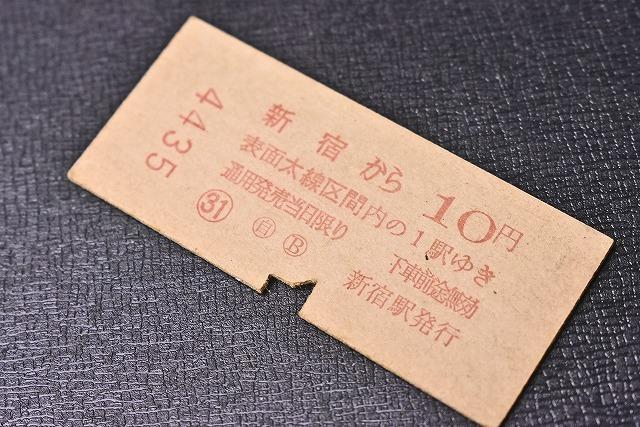 4435
新宿から 10円
表面太線区間内の1駅ゆき
通用発売当日限り 下車前途無効
㉛ 日 B 新宿駅発行